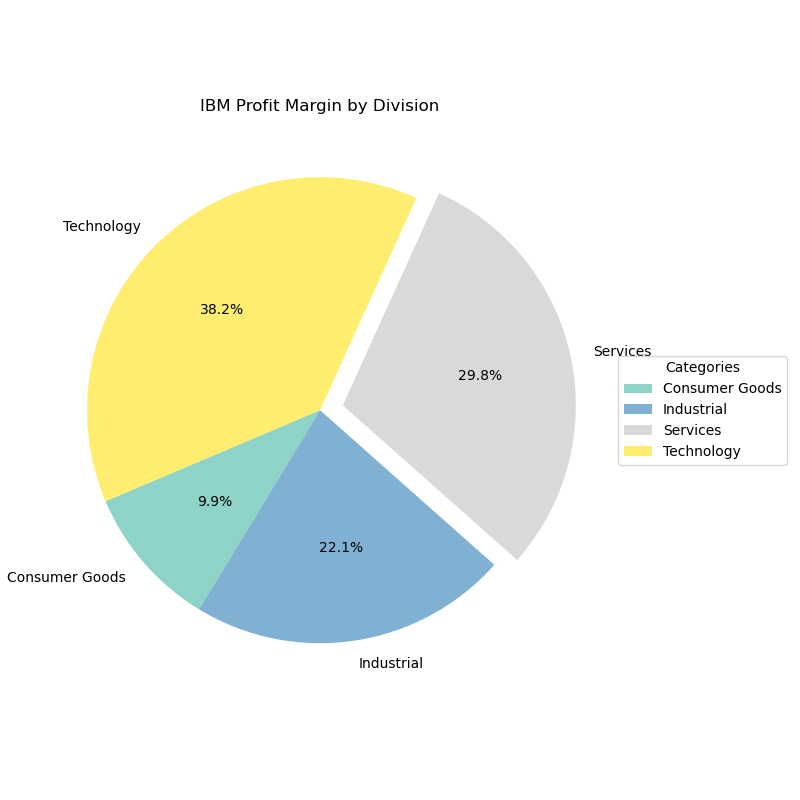 IBM Profit Margin by Division
Technology
38.2%
Services
29.8%
Categories
Consumer Goods
Industrial
Services
Technology
9.9%
22.1%
Consumer Goods
Industrial